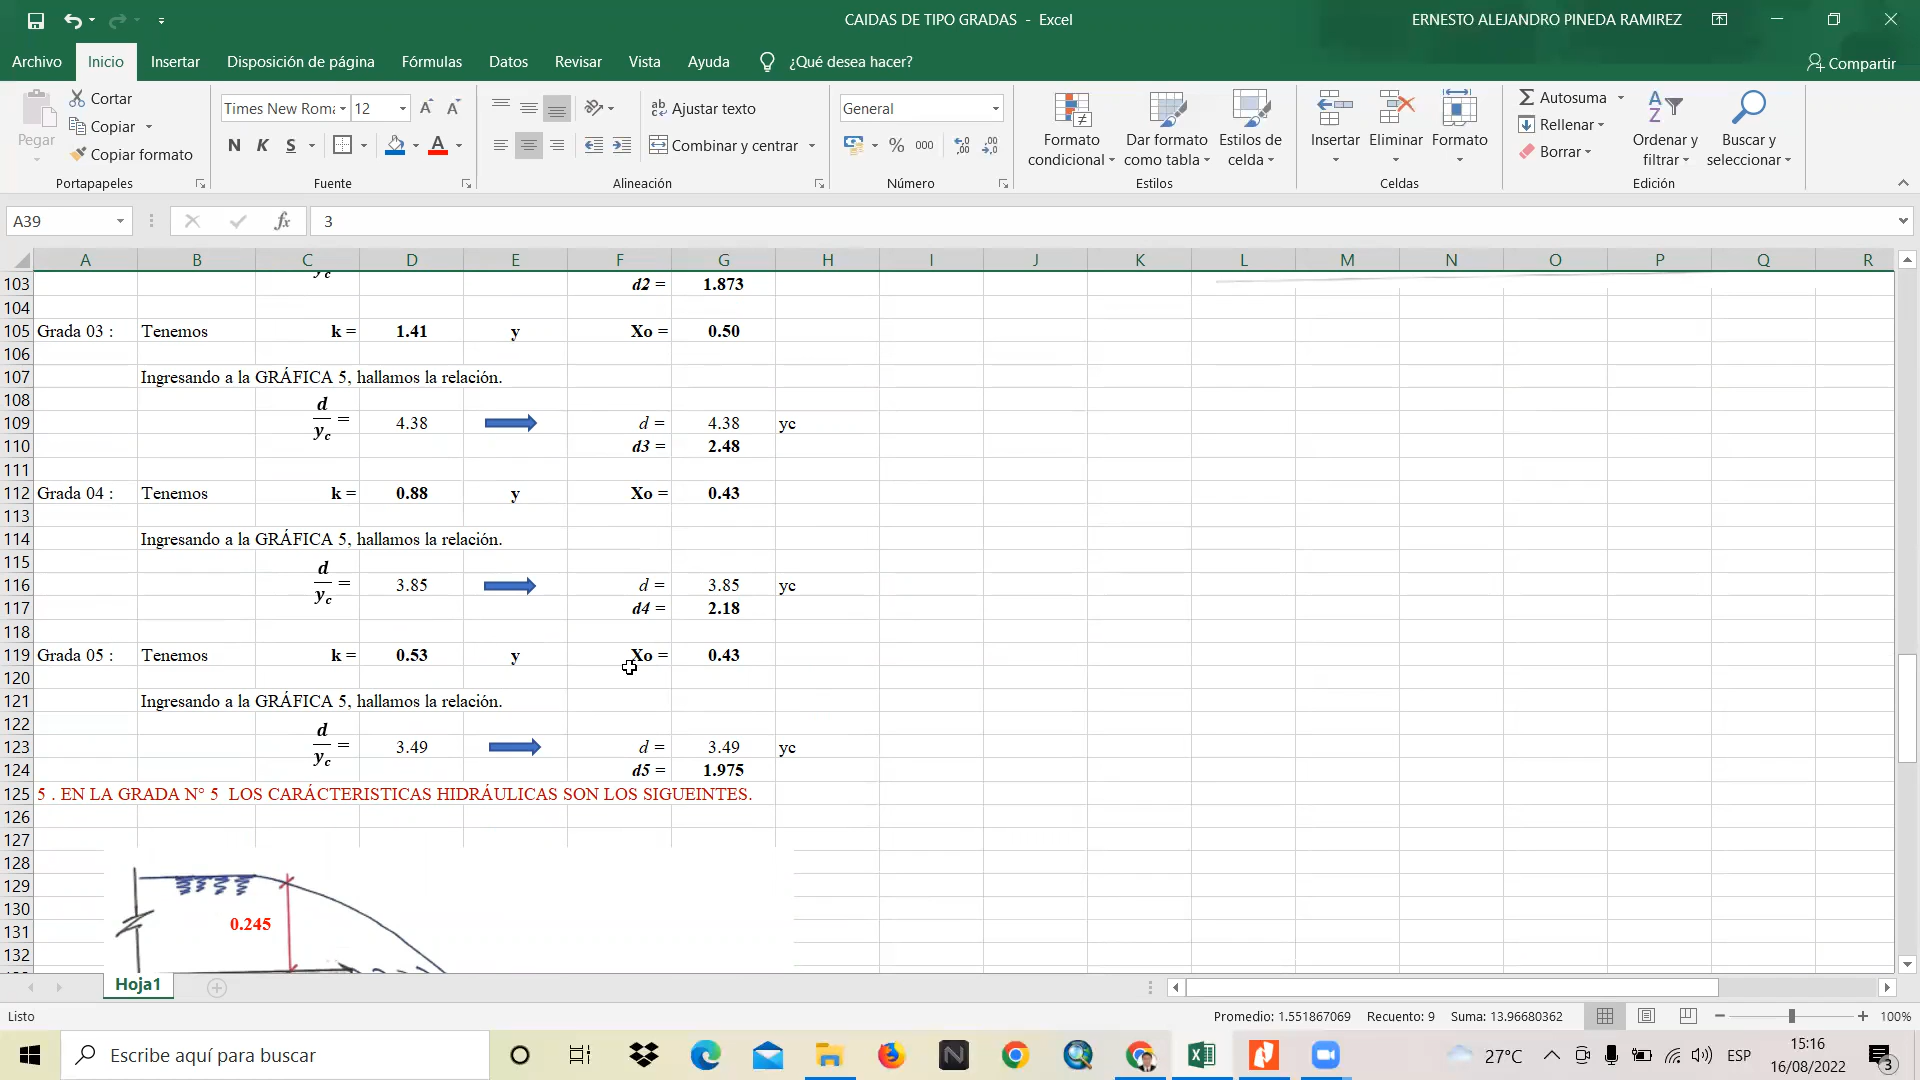 CAIDAS DE TIPO GRADAS - Excel
ERNESTO ALEJANDRO PINEDA RAMIREZ
Archivo Inicio Insertar Disposición de página Fórmulas Datos Revisar Vista Ayuda ¿Qué desea hacer? Compartir
Pegar
Cortar
Copiar
Copiar formato
Portapapeles
Times New Roma 12
N K S
Fuente
Ajustar texto
Combinar y centrar
Alineación
General
% 000
Número
Formato condicional
Dar formato como tabla
Estilos de celda
Estilos
Insertar
Eliminar
Formato
Celdas
Autosuma
Rellenar
Borrar
Ordenar y filtrar
Buscar y seleccionar
Edición
A39 fx 3
A B C D E F G H I J K L M N O P Q R
103 yc d2 = 1.873
104
105 Grada 03 : Tenemos k = 1.41 y Xo = 0.50
106
107 Ingresando a la GRÁFICA 5, hallamos la relación.
108
109 d/yc = 4.38 d = 4.38 yc
110 d3 = 2.48
111
112 Grada 04 : Tenemos k = 0.88 y Xo = 0.43
113
114 Ingresando a la GRÁFICA 5, hallamos la relación.
115
116 d/yc = 3.85 d = 3.85 yc
117 d4 = 2.18
118
119 Grada 05 : Tenemos k = 0.53 y Xo = 0.43
120
121 Ingresando a la GRÁFICA 5, hallamos la relación.
122
123 d/yc = 3.49 d = 3.49 yc
124 d5 = 1.975
125 5 . EN LA GRADA N° 5 LOS CARÁCTERISTICAS HIDRÁULICAS SON LOS SIGUEINTES.
126
127
128
129
130 0.245
131
132
Hoja1
Listo
Promedio: 1.551867069 Recuento: 9 Suma: 13.96680362
100%
Escribe aquí para buscar
27°C
ESP
15:16
16/08/2022
3